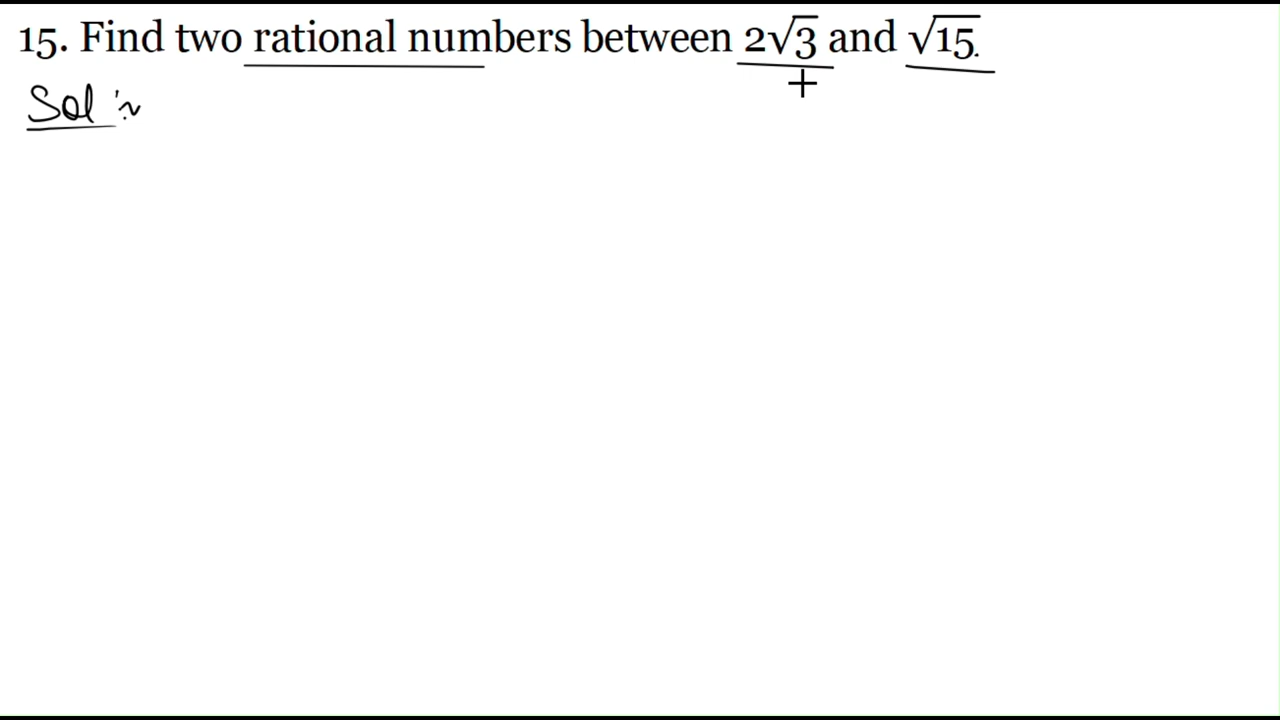 15. Find two rational numbers between 2√3 and √15.
Sol :~